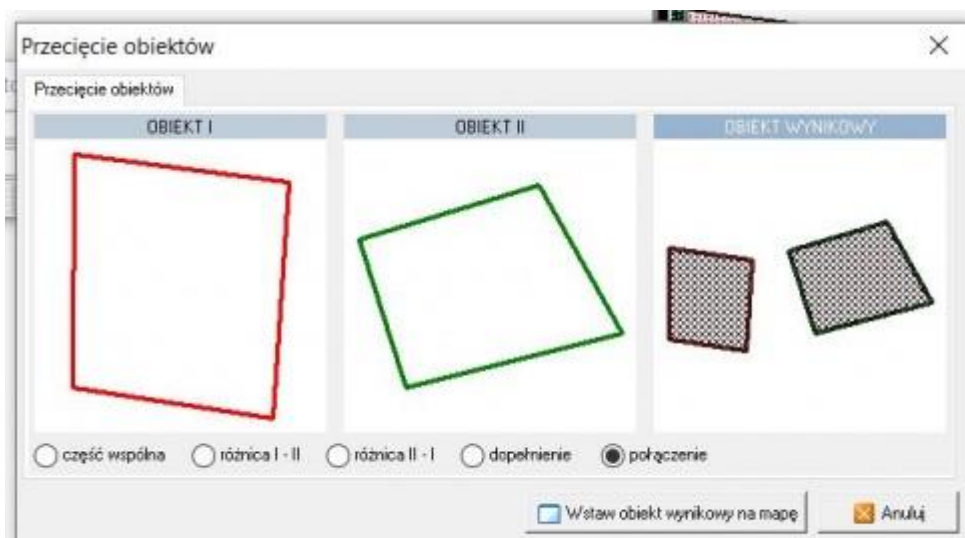 Przecięcie obiektów
Przecięcie obiektów
OBIEKT I
OBIEKT II
OBIEKT WYNIKOWY
część wspólna
różnica I - II
różnica II - I
dopełnienie
połączenie
Wstaw obiekt wynikowy na mapę
Anuluj